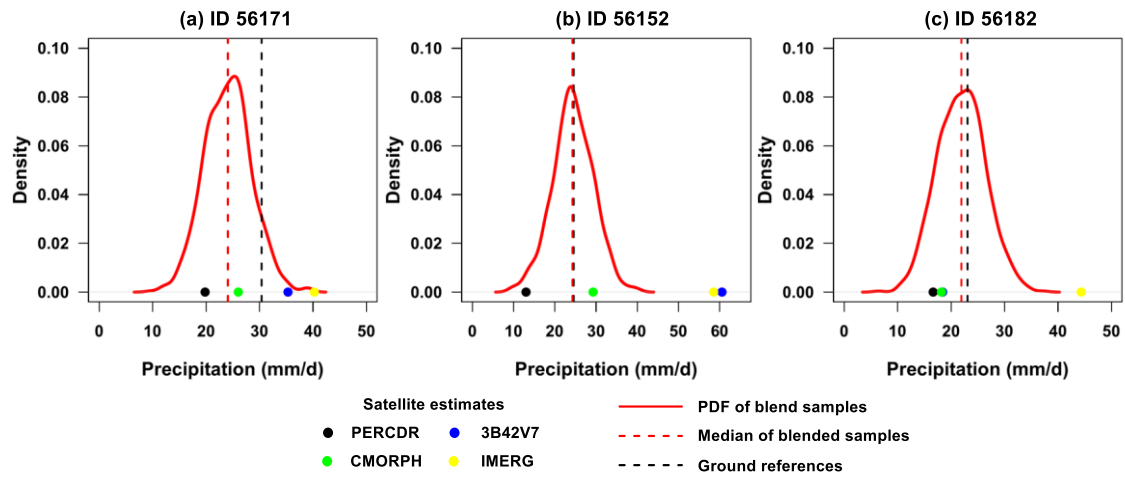 (a) ID 56171
(b) ID 56152
(c) ID 56182
Density
0.10
0.08
0.06
0.04
0.02
0.00
0 10 20 30 40 50
Precipitation (mm/d)
Density
0.10
0.08
0.06
0.04
0.02
0.00
0 10 20 30 40 50 60
Precipitation (mm/d)
Density
0.10
0.08
0.06
0.04
0.02
0.00
0 10 20 30 40 50
Precipitation (mm/d)
Satellite estimates
PERCDR
3B42V7
CMORPH
IMERG
PDF of blend samples
Median of blended samples
Ground references